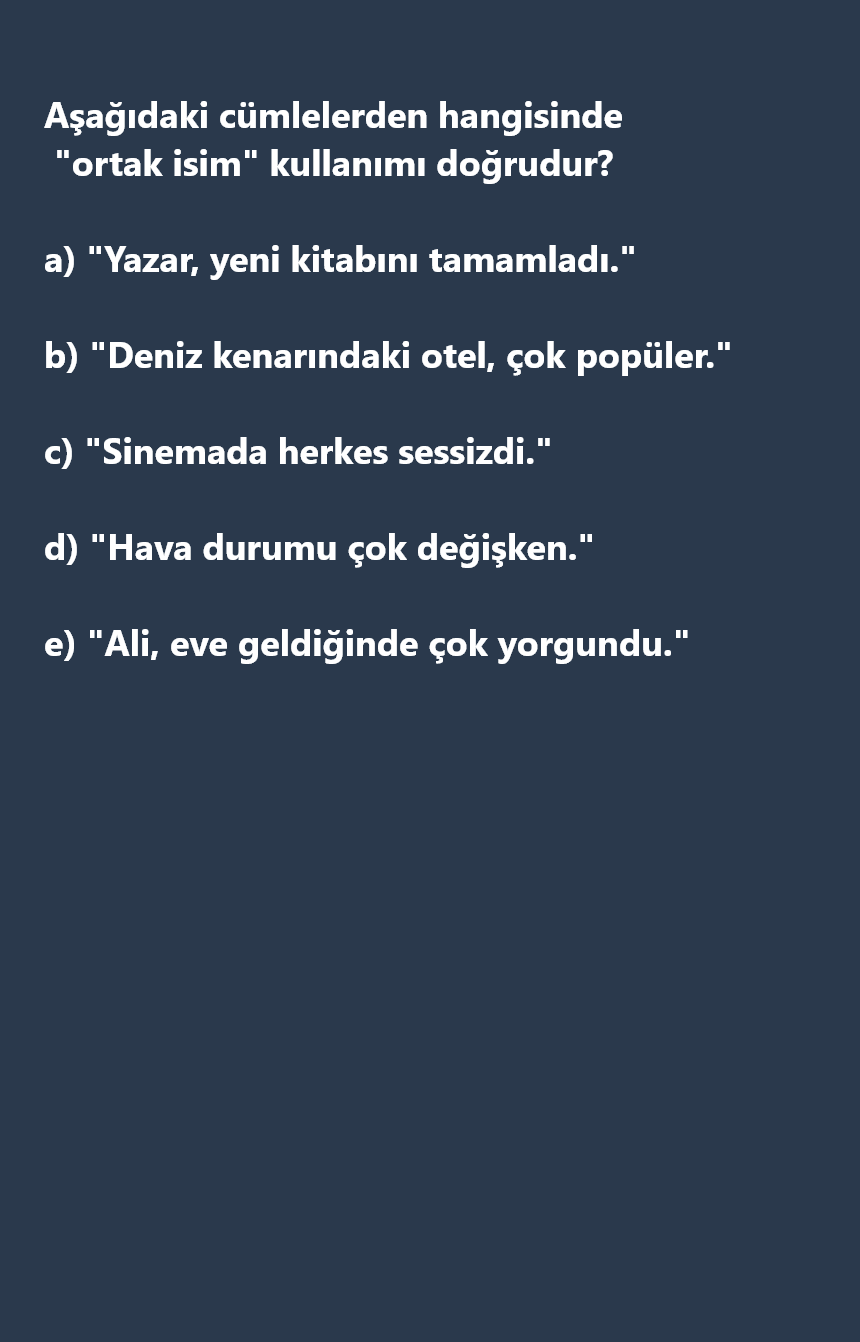 Aşağıdaki cümlelerden hangisinde
"ortak isim" kullanımı doğrudur?
a) "Yazar, yeni kitabını tamamladı."
b) "Deniz kenarındaki otel, çok popüler."
c) "Sinemada herkes sessizdi."
d) "Hava durumu çok değişken."
e) "Ali, eve geldiğinde çok yorgundu."